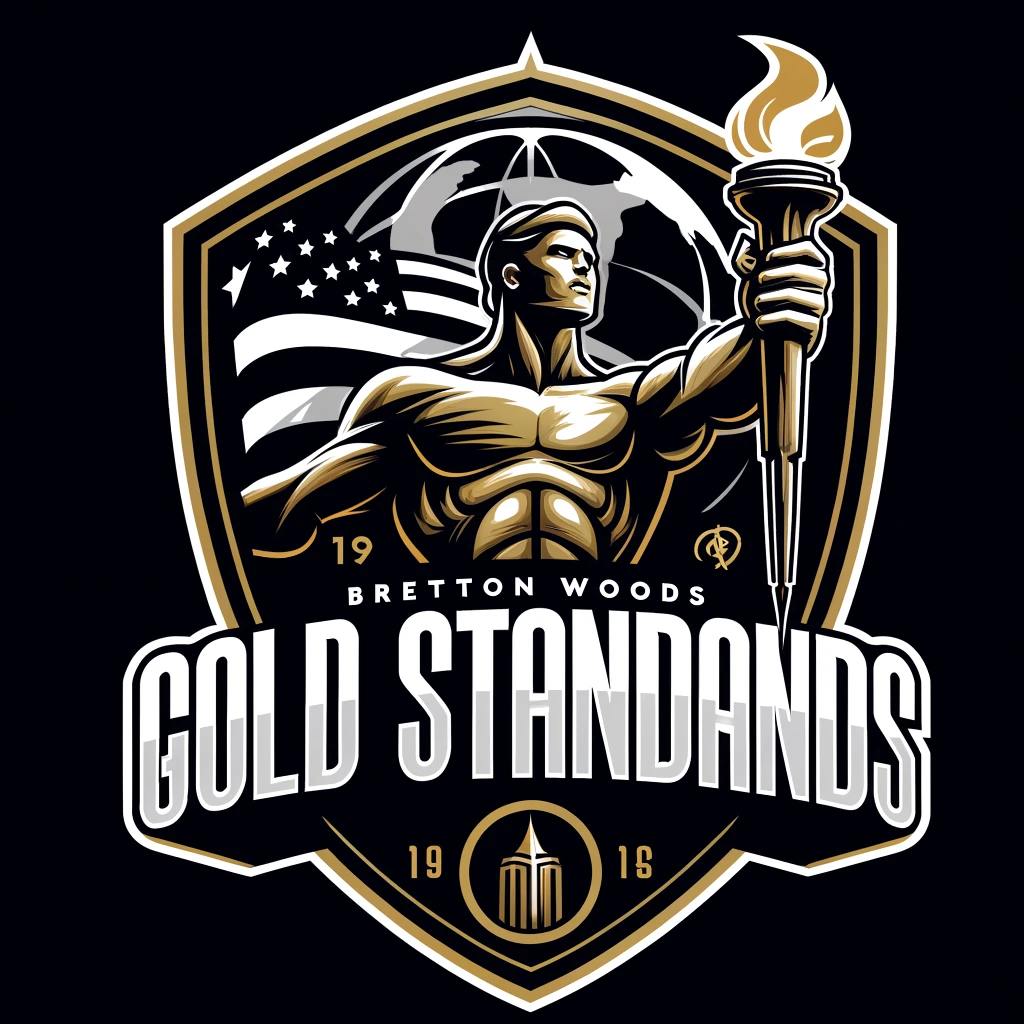 19
BRETTON WOODS
GOLD STANDANDS
19 16